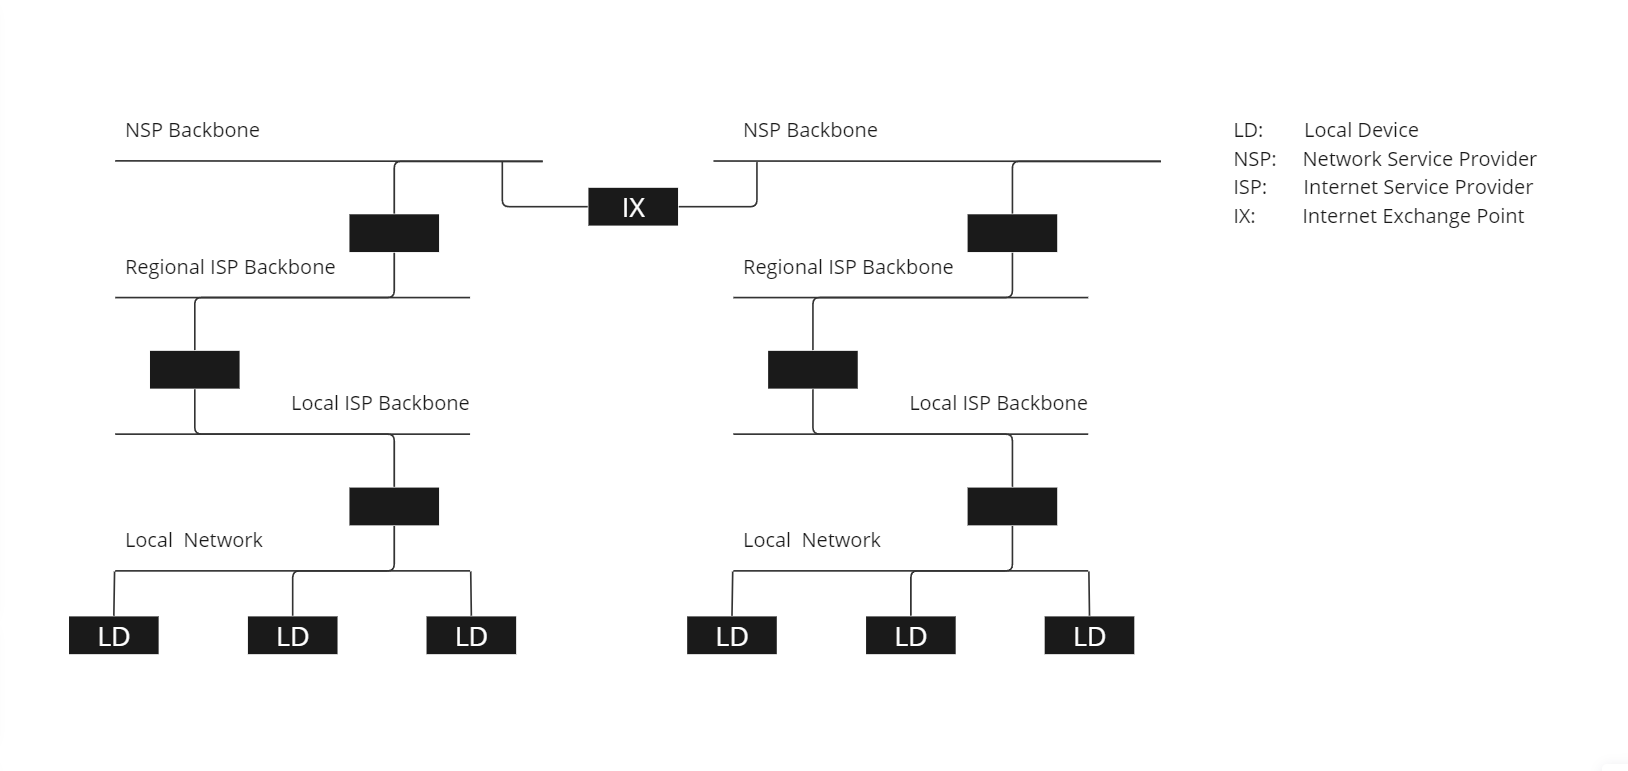 NSP Backbone
NSP Backbone
LD: Local Device
NSP: Network Service Provider
ISP: Internet Service Provider
IX: Internet Exchange Point
IX
Regional ISP Backbone
Regional ISP Backbone
Local ISP Backbone
Local ISP Backbone
Local Network
Local Network
LD
LD
LD
LD
LD
LD